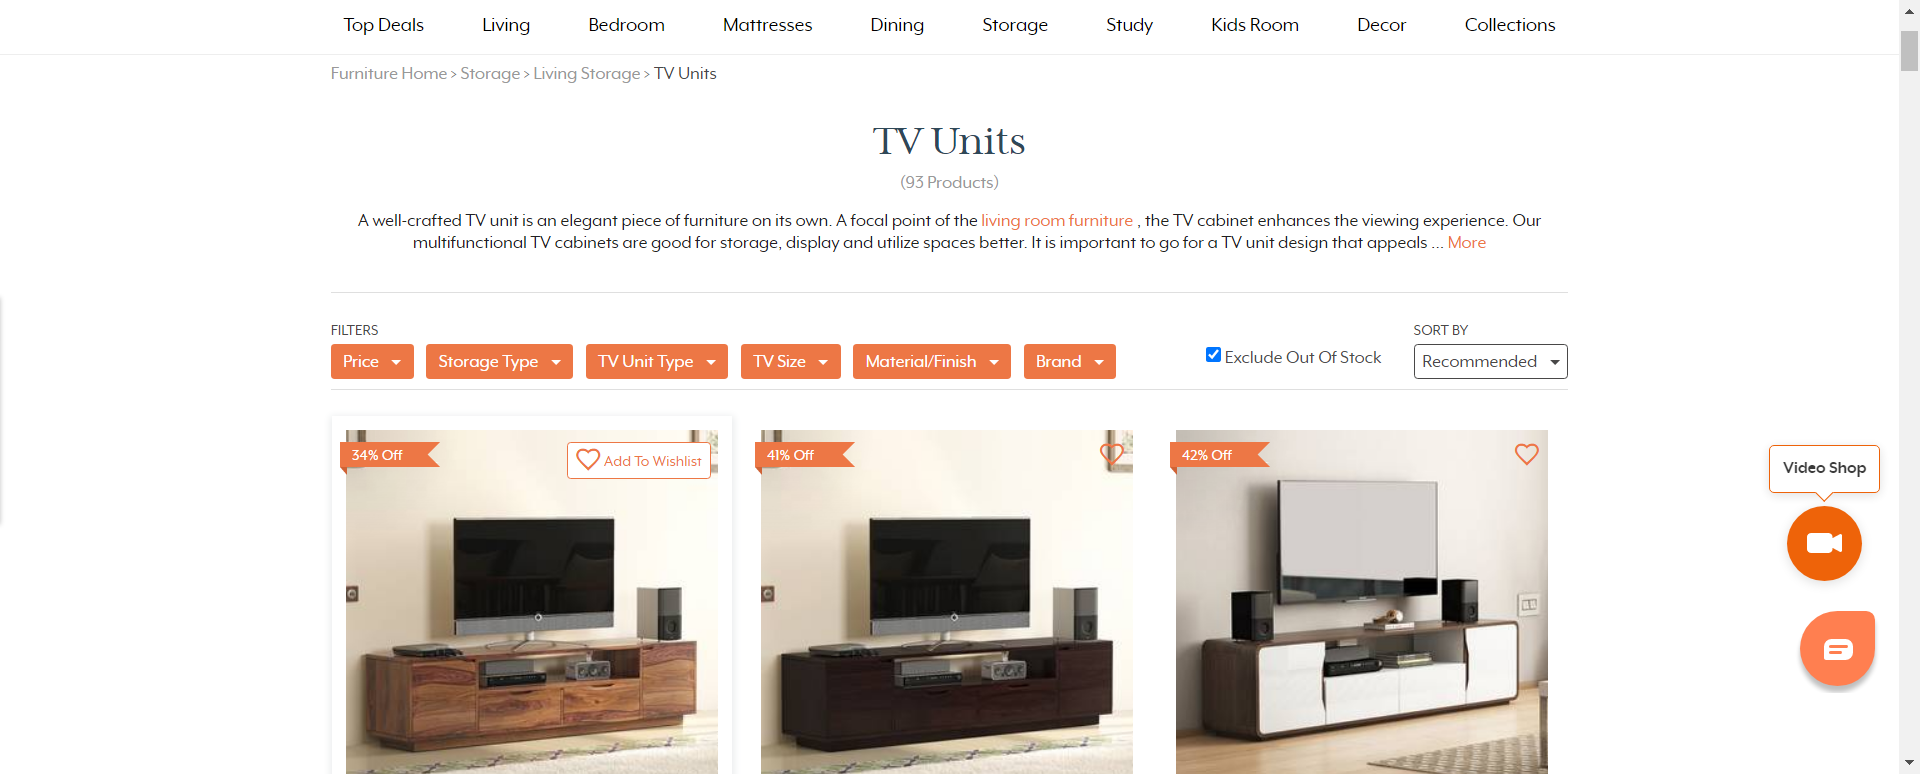 Top Deals Living Bedroom Mattresses Dining Storage Study Kids Room Decor Collections
Furniture Home > Storage > Living Storage > TV Units
TV Units
(93 Products)
A well-crafted TV unit is an elegant piece of furniture on its own. A focal point of the living room furniture , the TV cabinet enhances the viewing experience. Our
multifunctional TV cabinets are good for storage, display and utilize spaces better. It is important to go for a TV unit design that appeals ... More
FILTERS
SORT BY
Price Storage Type TV Unit Type TV Size Material/Finish Brand Exclude Out Of Stock Recommended
34% Off Add To Wishlist
41% Off
42% Off
Video Shop